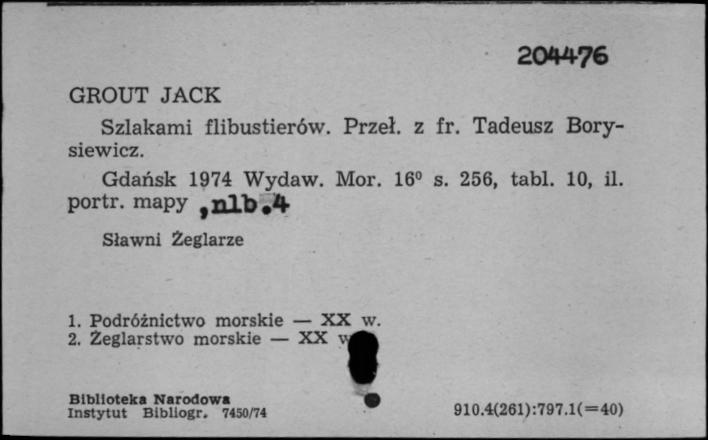 204476
GROUT JACK
Szlakami flibustierów. Przeł. z fr. Tadeusz Bory-
siewicz.
Gdańsk 1974 Wydaw. Mor. 16⁰ s. 256, tabl. 10, il.
portr. mapy ,nlb.4
Sławni Żeglarze
1. Podróżnictwo morskie — XX w.
2. Żeglarstwo morskie — XX w
Biblioteka Narodowa
Instytut Bibliogr. 7450/74
910.4(261):797.1(=40)